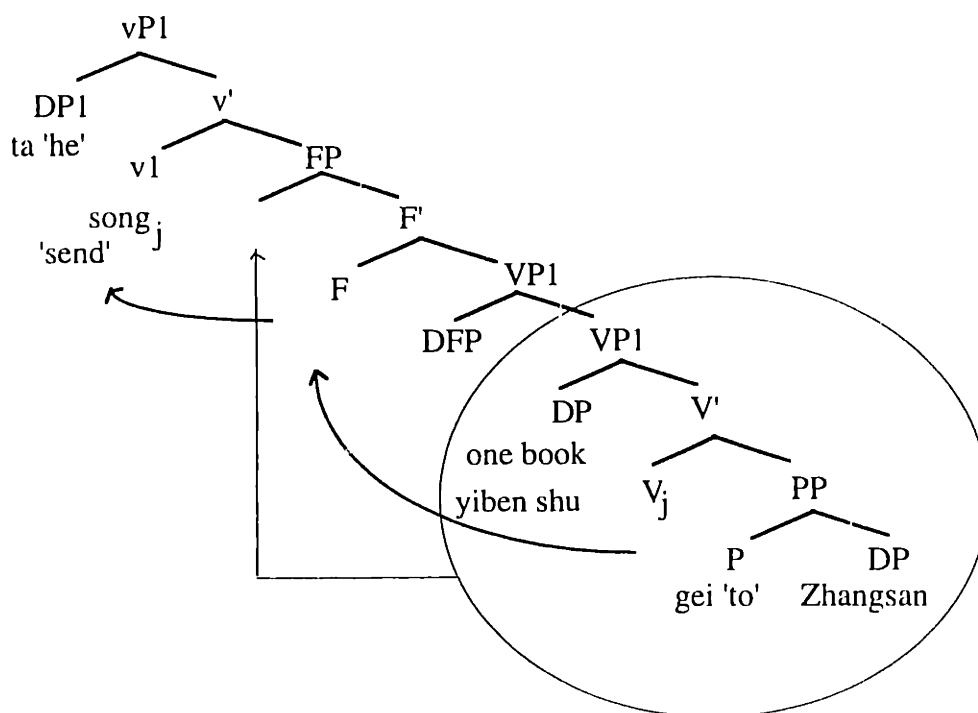 vP1
DP1 v'
ta 'he'
v1 FP
song j F'
'send'
F VP1
DFP VP1
DP V'
one book
yiben shu
Vj PP
P DP
gei 'to' Zhangsan